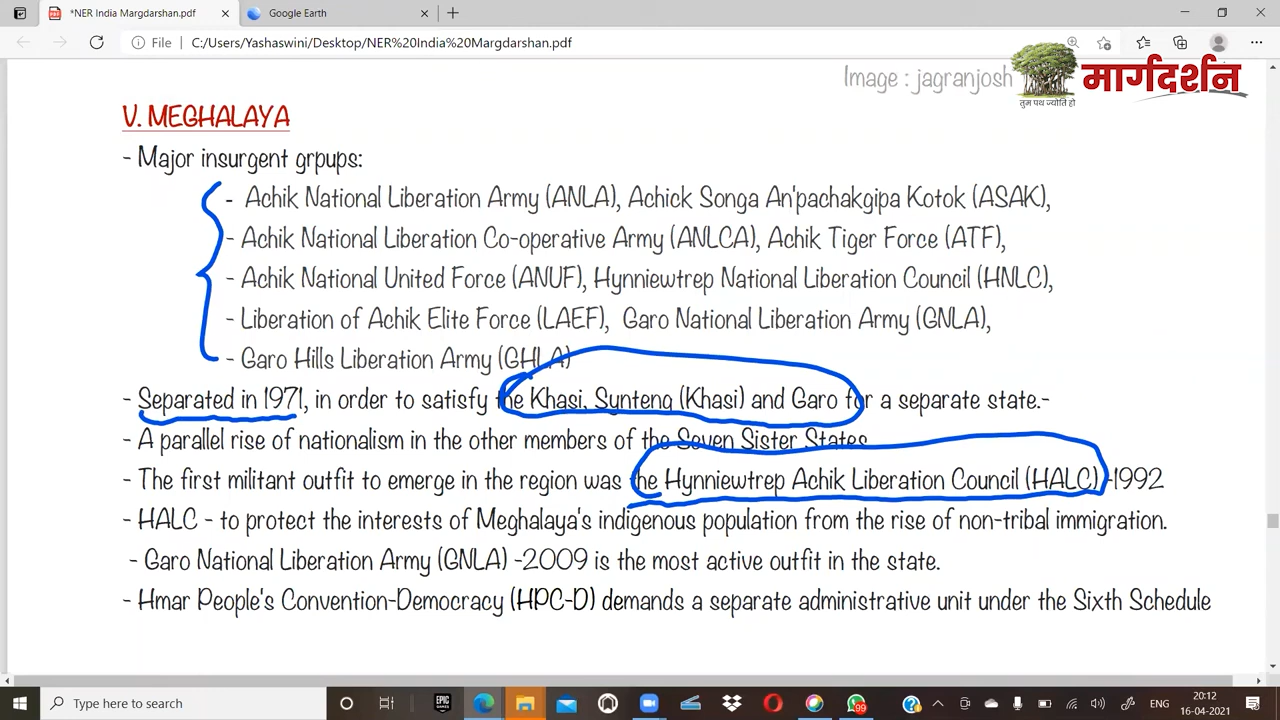 *NER India Margdarshan.pdf
Google Earth
File
C:/Users/Yashaswini/Desktop/NER%20India%20Margdarshan.pdf
Image : jagranjosh
मार्गदर्शन
तुम पथ ज्योति हो
V. MEGHALAYA
- Major insurgent grpups:
- Achik National Liberation Army (ANLA), Achick Songa An'pachakgipa Kotok (ASAK),
- Achik National Liberation Co-operative Army (ANLCA), Achik Tiger Force (ATF),
- Achik National United Force (ANUF), Hynniewtrep National Liberation Council (HNLC),
- Liberation of Achik Elite Force (LAEF), Garo National Liberation Army (GNLA),
- Garo Hills Liberation Army (GHLA)
- Separated in 1971, in order to satisfy the Khasi, Synteng (Khasi) and Garo for a separate state.-
- A parallel rise of nationalism in the other members of the Seven Sister States
- The first militant outfit to emerge in the region was the Hynniewtrep Achik Liberation Council (HALC) -1992
- HALC - to protect the interests of Meghalaya's indigenous population from the rise of non-tribal immigration.
- Garo National Liberation Army (GNLA) -2009 is the most active outfit in the state.
- Hmar People's Convention-Democracy (HPC-D) demands a separate administrative unit under the Sixth Schedule
Type here to search
EPIC
99
ENG
20:12
16-04-2021